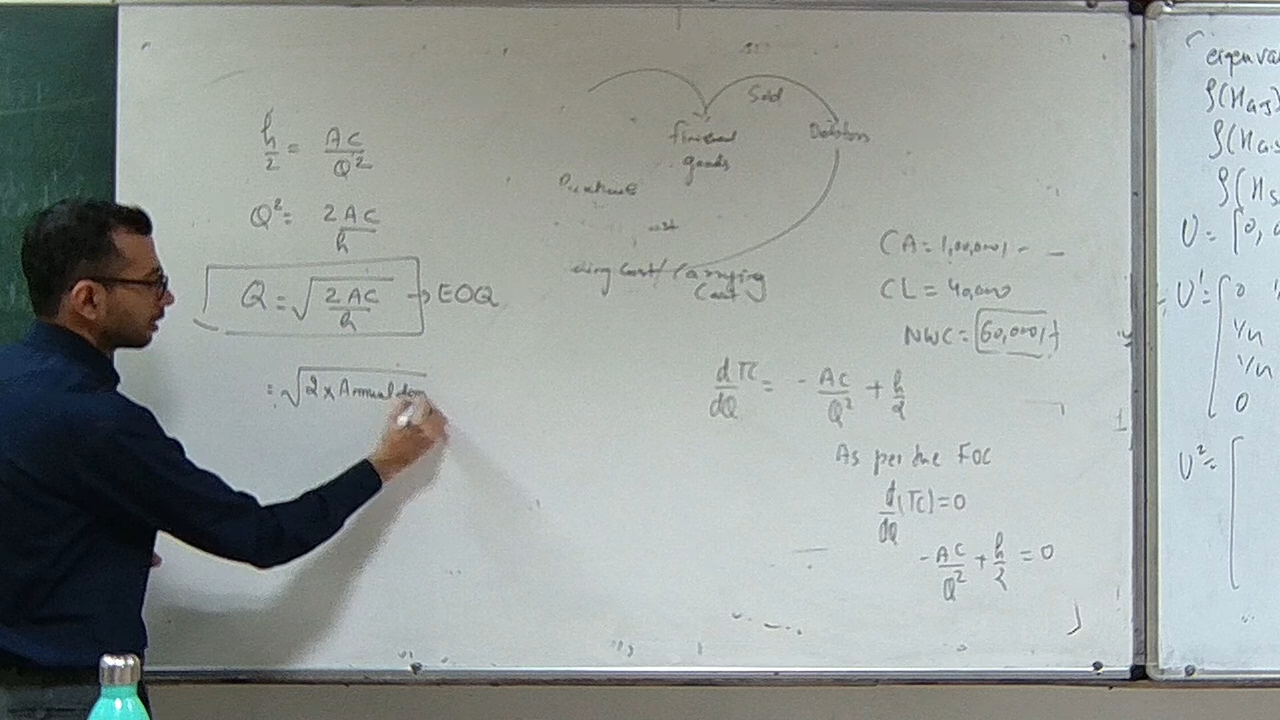 h/2 = AC/Q²
Q² = 2AC/h
Q = √(2AC/h) → EOQ
= √(2 × Annual dem
Sold
finished
goods
Debtors
Cost
Carrying
Cost
CA = 1,00,000/-
CL = 40,000
NWC = 60,000/-
dTC/dQ = -AC/Q² + h/2
As per the FOC
d/dQ (TC) = 0
-AC/Q² + h/2 = 0
eigenva
U = [0, 
U¹ = [0
1/n
1/n
0
U² = [